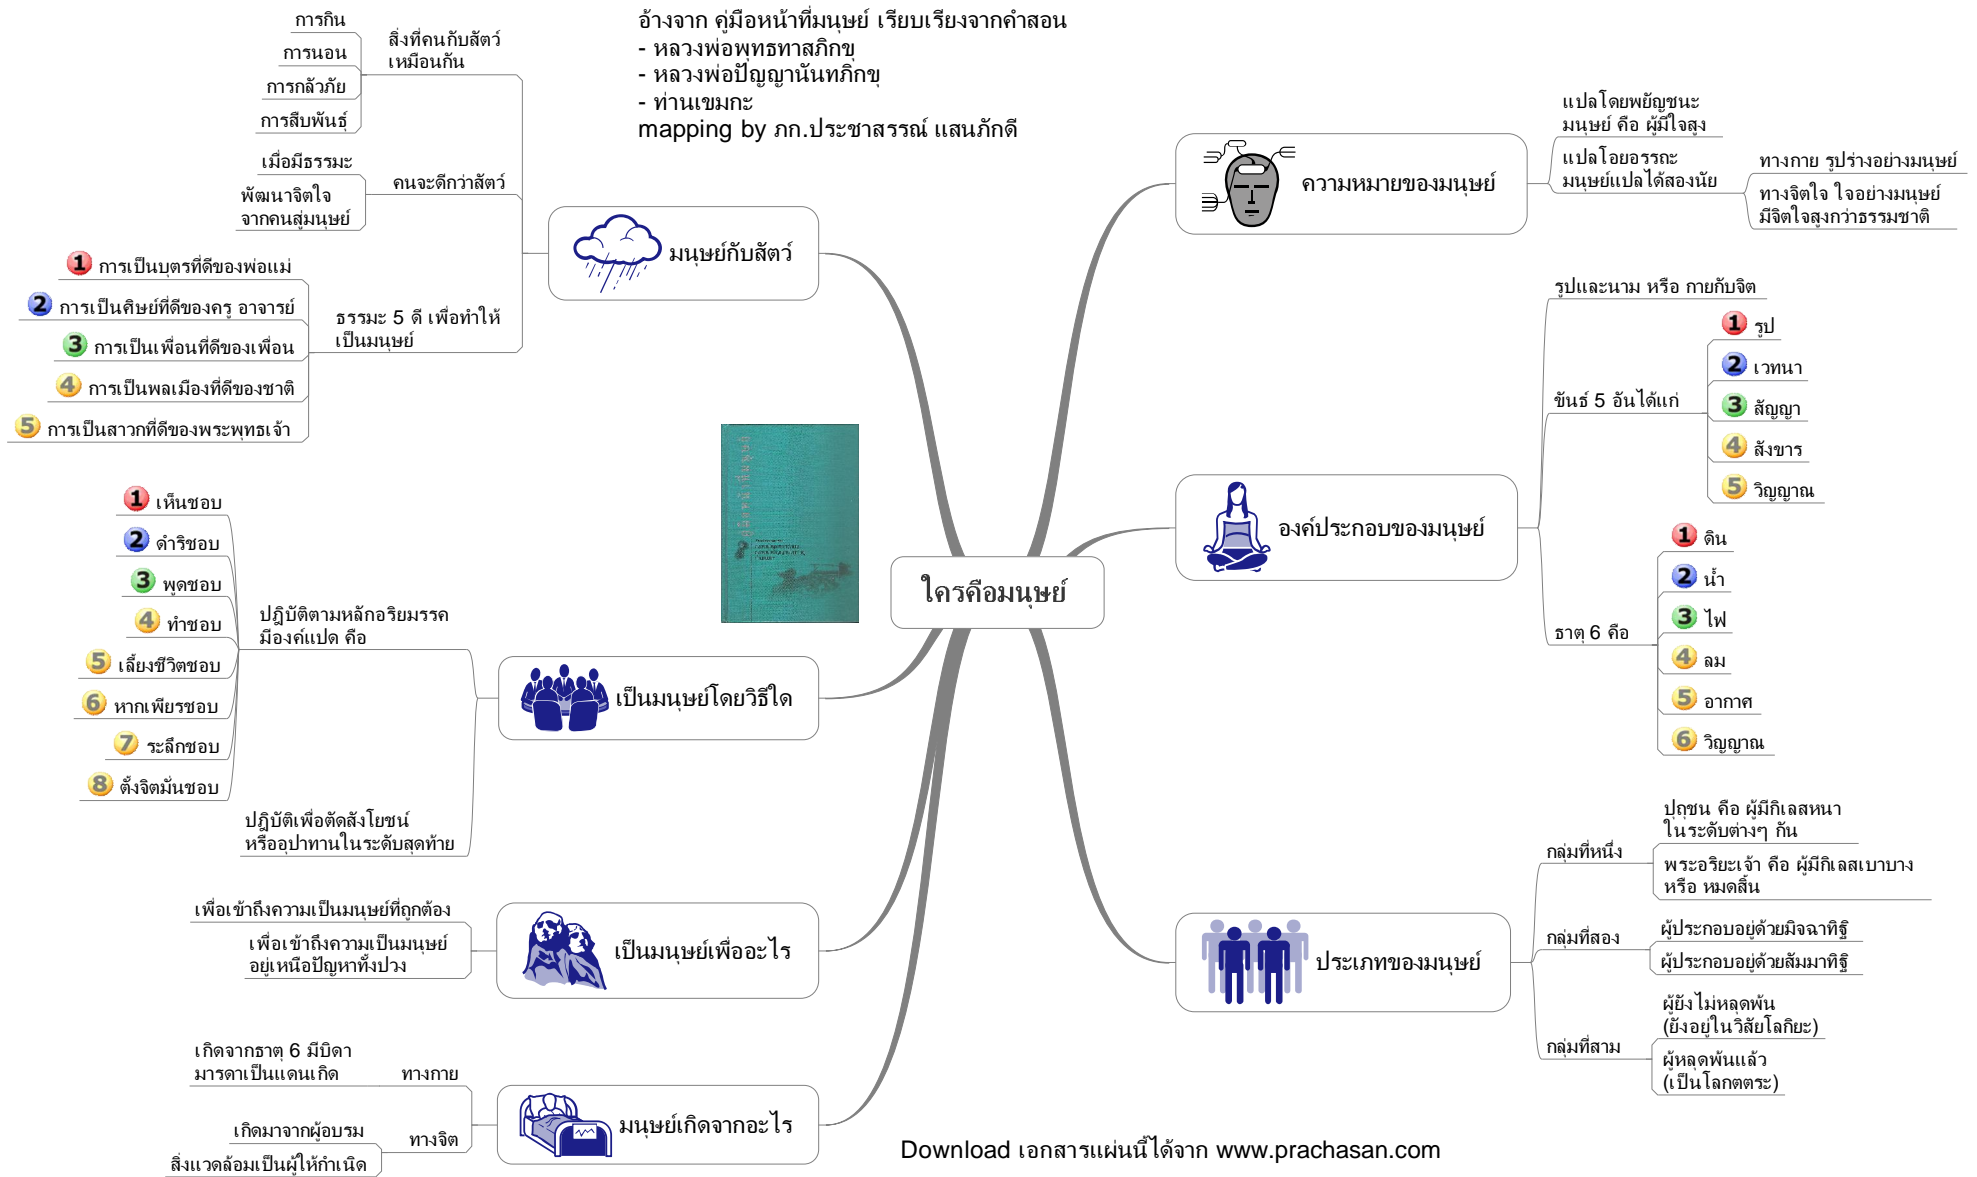 อ้างจาก คู่มือหน้าที่มนุษย์ เรียบเรียงจากคำสอน
- หลวงพ่อพุทธทาสภิกขุ
- หลวงพ่อปัญญานันทภิกขุ
- ท่านเขมกะ
mapping by ภก.ประชาสรรณ์ แสนภักดี
ใครคือมนุษย์
ความหมายของมนุษย์
แปลโดยพยัญชนะ
มนุษย์ คือ ผู้มีใจสูง
แปลโอยอรรถะ
มนุษย์แปลได้สองนัย
ทางกาย รูปร่างอย่างมนุษย์
ทางจิตใจ ใจอย่างมนุษย์
มีจิตใจสูงกว่าธรรมชาติ
องค์ประกอบของมนุษย์
รูปและนาม หรือ กายกับจิต
ขันธ์ 5 อันได้แก่
1 รูป
2 เวทนา
3 สัญญา
4 สังขาร
5 วิญญาณ
ธาตุ 6 คือ
1 ดิน
2 น้ำ
3 ไฟ
4 ลม
5 อากาศ
6 วิญญาณ
ประเภทของมนุษย์
กลุ่มที่หนึ่ง
ปุถุชน คือ ผู้มีกิเลสหนา
ในระดับต่างๆ กัน
พระอริยะเจ้า คือ ผู้มีกิเลสเบาบาง
หรือ หมดสิ้น
กลุ่มที่สอง
ผู้ประกอบอยู่ด้วยมิจฉาทิฐิ
ผู้ประกอบอยู่ด้วยสัมมาทิฐิ
กลุ่มที่สาม
ผู้ยังไม่หลุดพ้น
(ยังอยู่ในวิสัยโลกิยะ)
ผู้หลุดพ้นแล้ว
(เป็นโลกตตระ)
มนุษย์กับสัตว์
สิ่งที่คนกับสัตว์
เหมือนกัน
การกิน
การนอน
การกลัวภัย
การสืบพันธุ์
คนจะดีกว่าสัตว์
เมื่อมีธรรมะ
พัฒนาจิตใจ
จากคนสู่มนุษย์
ธรรมะ 5 ดี เพื่อทำให้
เป็นมนุษย์
1 การเป็นบุตรที่ดีของพ่อแม่
2 การเป็นศิษย์ที่ดีของครู อาจารย์
3 การเป็นเพื่อนที่ดีของเพื่อน
4 การเป็นพลเมืองที่ดีของชาติ
5 การเป็นสาวกที่ดีของพระพุทธเจ้า
คู่มือหน้าที่มนุษย์
เป็นมนุษย์โดยวิธีใด
ปฎิบัติตามหลักอริยมรรค
มีองค์แปด คือ
1 เห็นชอบ
2 ดำริชอบ
3 พูดชอบ
4 ทำชอบ
5 เลี้ยงชีวิตชอบ
6 หากเพียรชอบ
7 ระลึกชอบ
8 ตั้งจิตมั่นชอบ
ปฎิบัติเพื่อตัดสังโยชน์
หรืออุปาทานในระดับสุดท้าย
เป็นมนุษย์เพื่ออะไร
เพื่อเข้าถึงความเป็นมนุษย์ที่ถูกต้อง
เพื่อเข้าถึงความเป็นมนุษย์
อยู่เหนือปัญหาทั้งปวง
มนุษย์เกิดจากอะไร
ทางกาย
เกิดจากธาตุ 6 มีบิดา
มารดาเป็นแดนเกิด
ทางจิต
เกิดมาจากผู้อบรม
สิ่งแวดล้อมเป็นผู้ให้กำเนิด
Download เอกสารแผ่นนี้ได้จาก www.prachasan.com